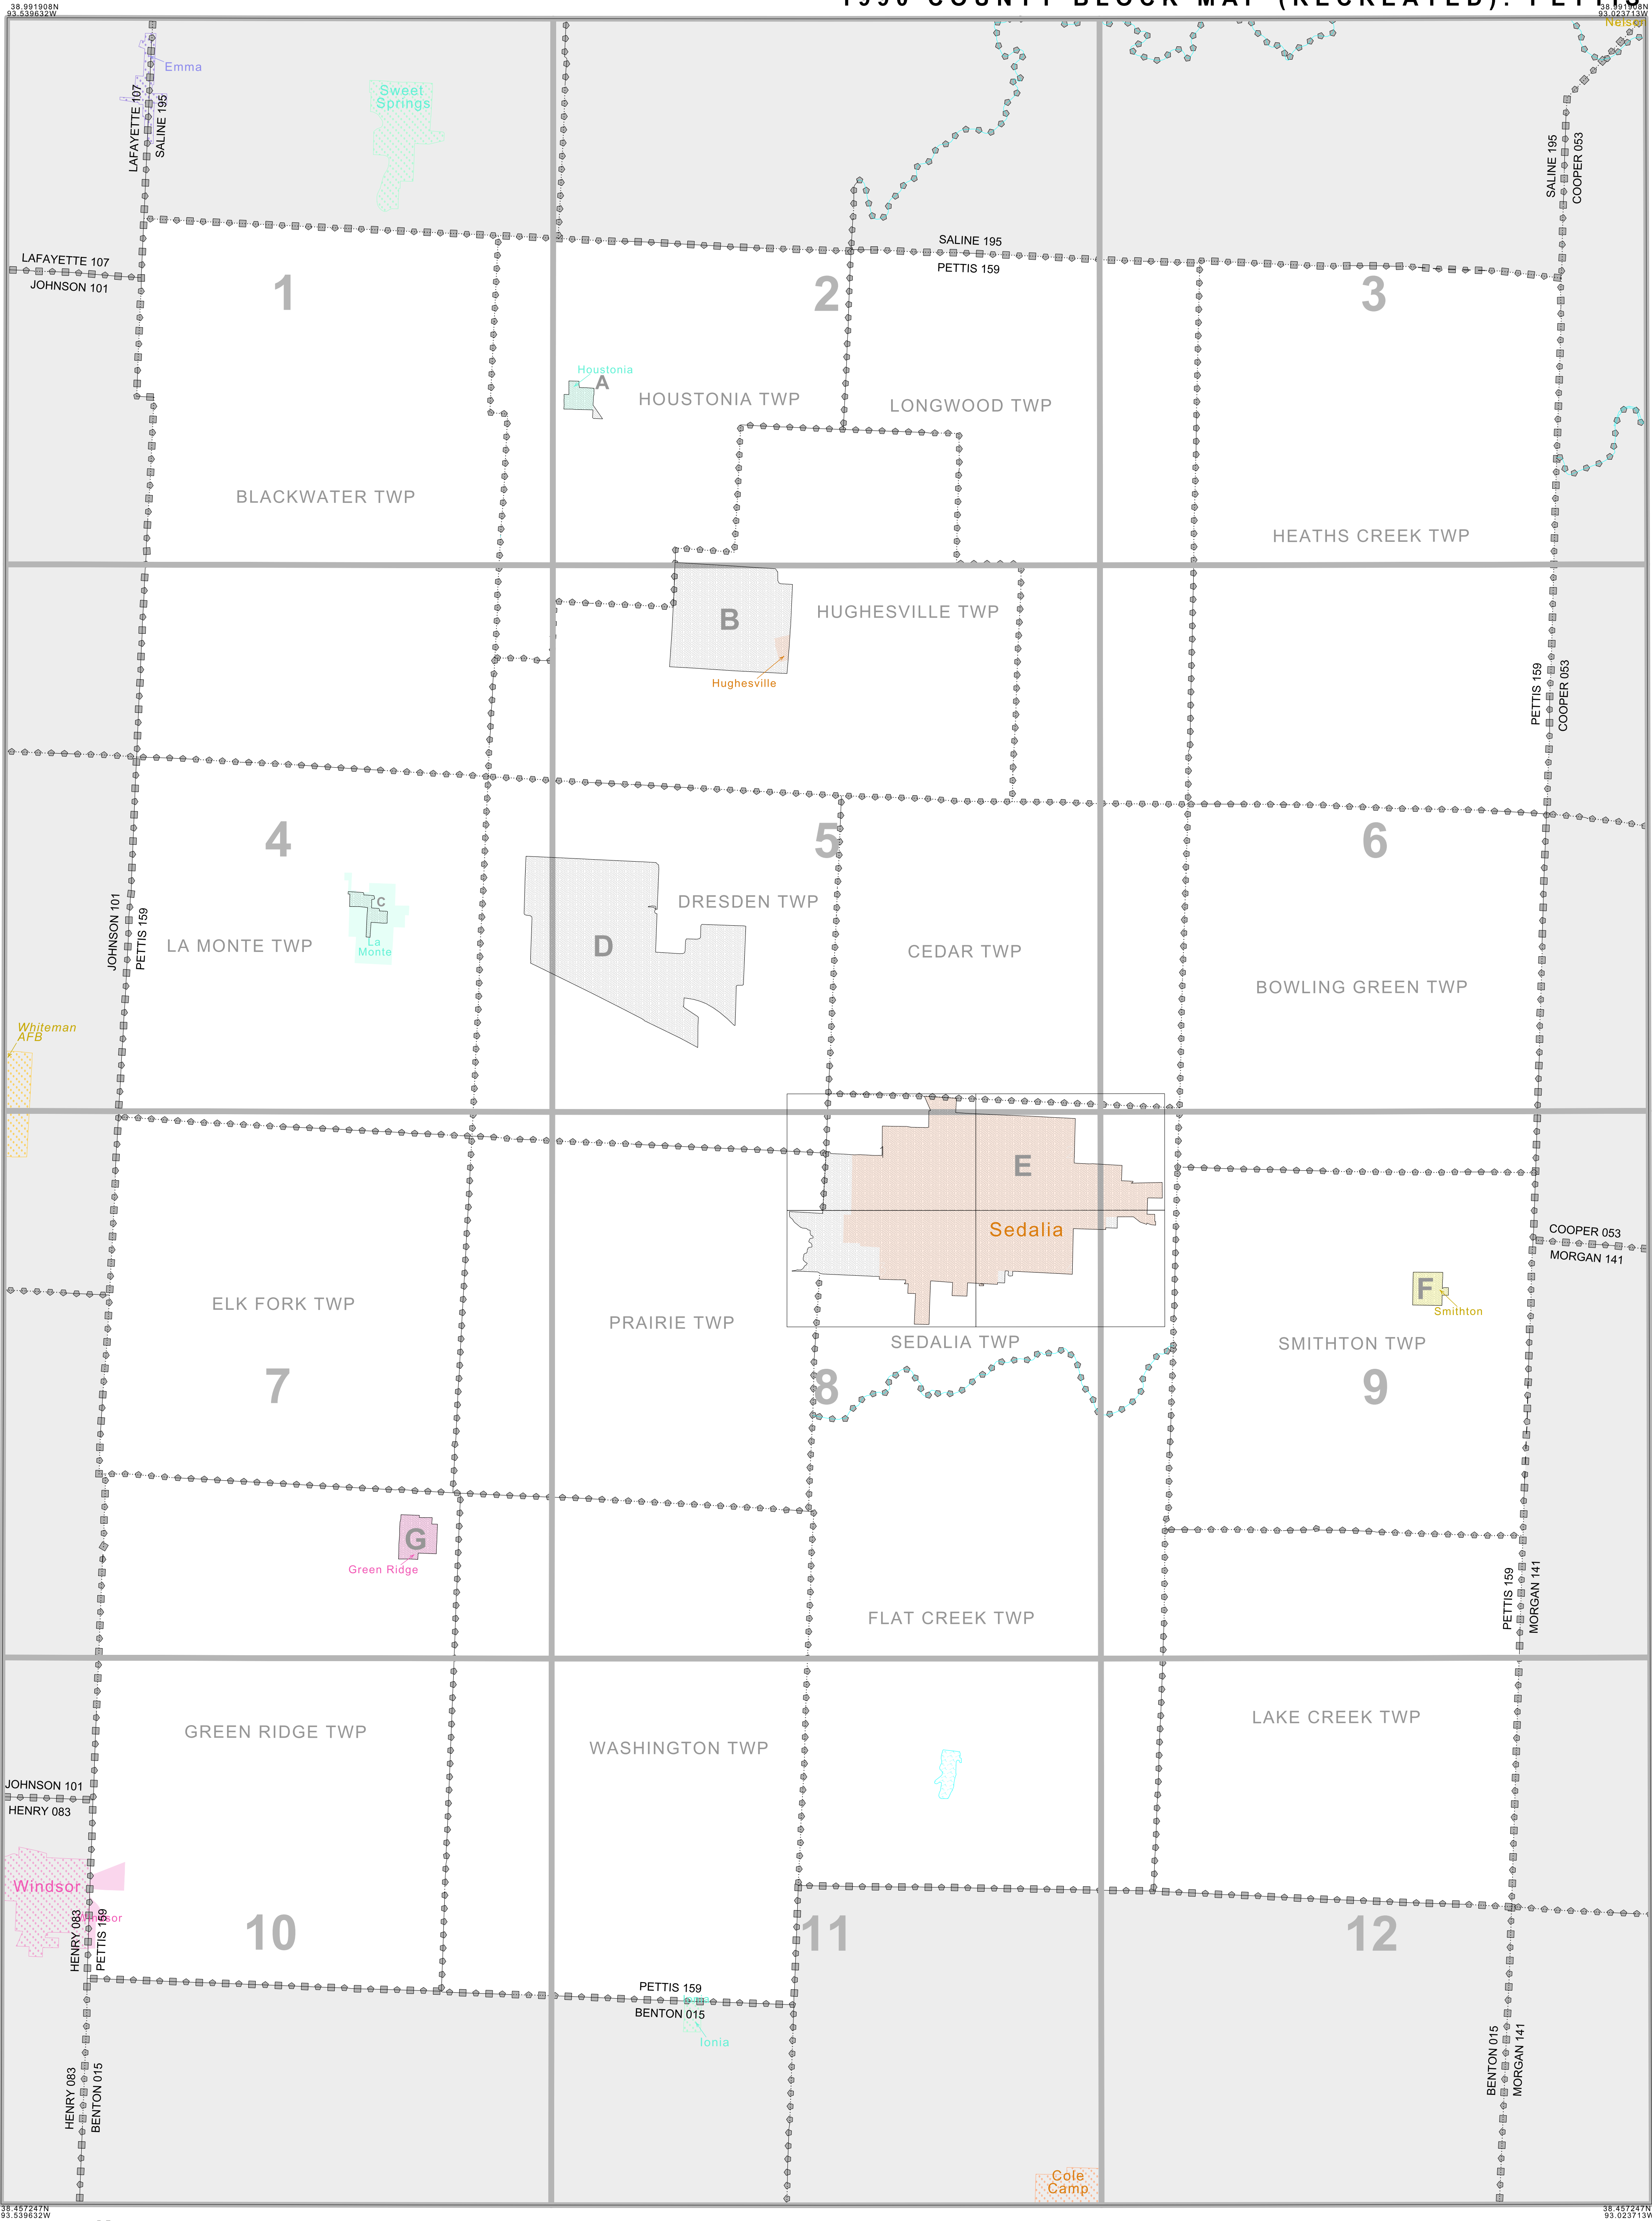 1990 COUNTY BLOCK MAP (RECREATED): PETTIS
38.991908N
93.539632W
38.991908N
93.023713W
Emma
Sweet
Springs
LAFAYETTE 107
SALINE 195
SALINE 195
COOPER 053
LAFAYETTE 107
JOHNSON 101
SALINE 195
PETTIS 159
1
2
3
Houstonia
A
HOUSTONIA TWP
LONGWOOD TWP
BLACKWATER TWP
HEATHS CREEK TWP
B
HUGHESVILLE TWP
Hughesville
PETTIS 159
COOPER 053
4
5
6
C
La
Monte
DRESDEN TWP
D
LA MONTE TWP
CEDAR TWP
BOWLING GREEN TWP
JOHNSON 101
PETTIS 159
Whiteman
AFB
E
Sedalia
COOPER 053
MORGAN 141
F
Smithton
ELK FORK TWP
PRAIRIE TWP
SEDALIA TWP
SMITHTON TWP
7
8
9
G
Green Ridge
FLAT CREEK TWP
PETTIS 159
MORGAN 141
GREEN RIDGE TWP
WASHINGTON TWP
LAKE CREEK TWP
JOHNSON 101
HENRY 083
Windsor
Windsor
HENRY 083
PETTIS 159
10
11
12
PETTIS 159
BENTON 015
Ionia
HENRY 083
BENTON 015
BENTON 015
MORGAN 141
Cole
Camp
38.457247N
93.539632W
38.457247N
93.023713W